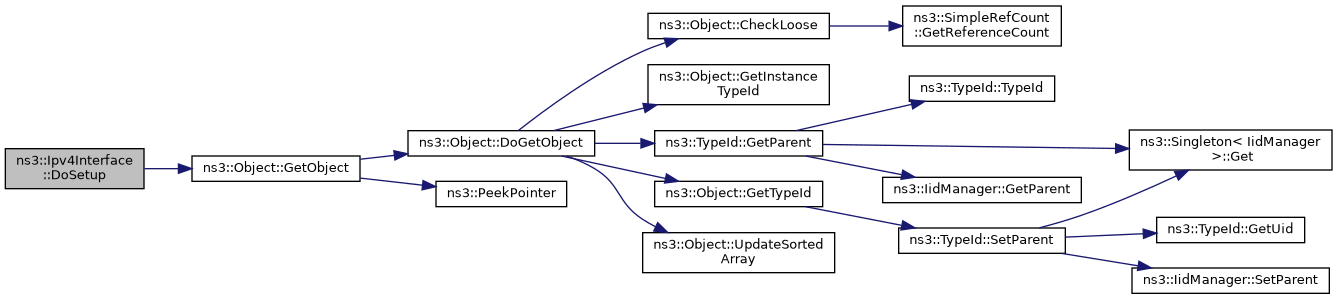 ns3::Ipv4Interface
::DoSetup
ns3::Object::GetObject
ns3::Object::DoGetObject
ns3::PeekPointer
ns3::Object::CheckLoose
ns3::Object::GetInstance
TypeId
ns3::TypeId::GetParent
ns3::Object::GetTypeId
ns3::Object::UpdateSorted
Array
ns3::SimpleRefCount
::GetReferenceCount
ns3::TypeId::TypeId
ns3::IidManager::GetParent
ns3::TypeId::SetParent
ns3::Singleton< IidManager
>::Get
ns3::TypeId::GetUid
ns3::IidManager::SetParent